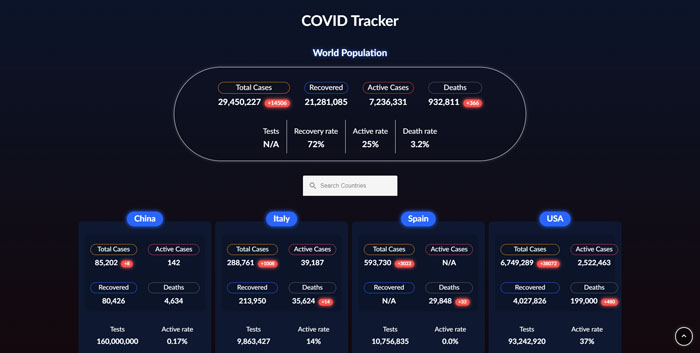 COVID Tracker
World Population
Total Cases Recovered Active Cases Deaths
29,450,227 +14506 21,281,085 7,236,331 932,811 +366
Tests Recovery rate Active rate Death rate
N/A 72% 25% 3.2%
Search Countries
China Italy Spain USA
Total Cases Active Cases Total Cases Active Cases Total Cases Active Cases Total Cases Active Cases
85,202 +8 142 288,761 +1008 39,187 593,730 N/A 6,749,289 +38072 2,522,463
Recovered Deaths Recovered Deaths Recovered Deaths Recovered Deaths
80,426 4,634 213,950 35,624 +14 N/A 29,848 4,027,826 199,000 +480
Tests Active rate Tests Active rate Tests Active rate Tests Active rate
160,000,000 0.17% 9,863,427 14% 10,756,835 0.0% 93,242,920 37%